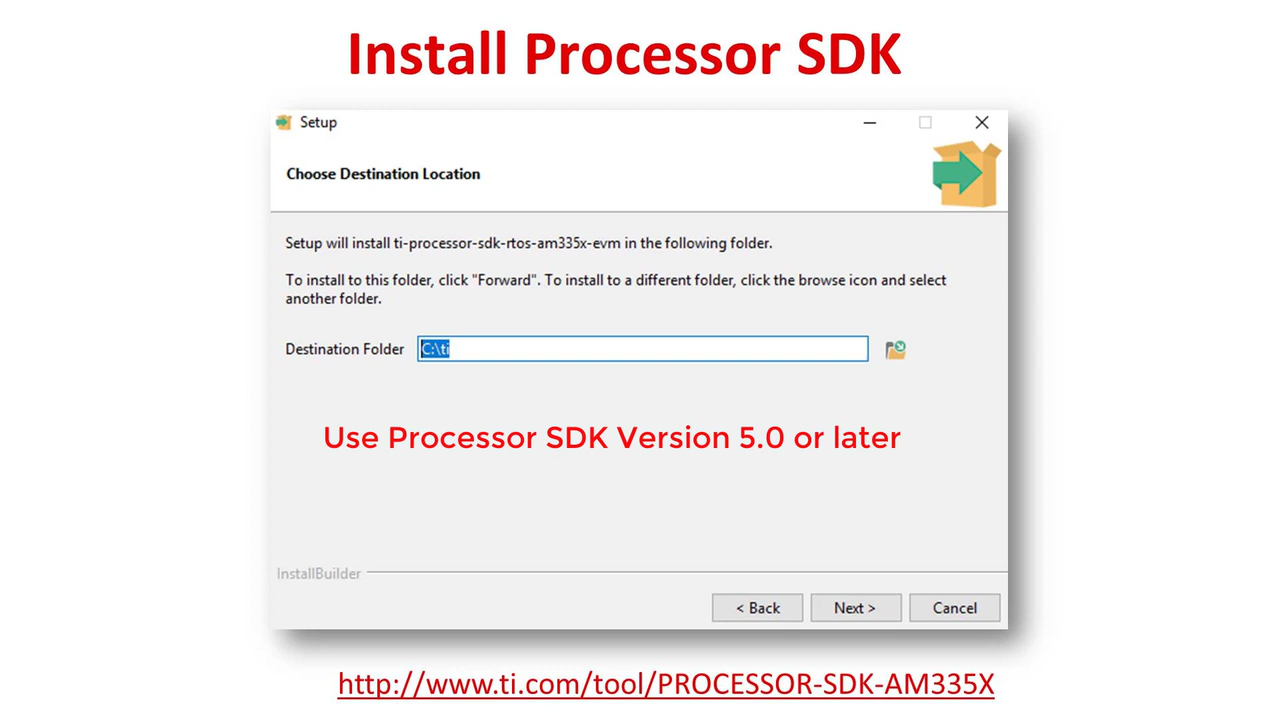 Install Processor SDK
Setup
Choose Destination Location
Setup will install ti-processor-sdk-rtos-am335x-evm in the following folder.
To install to this folder, click "Forward". To install to a different folder, click the browse icon and select
another folder.
Destination Folder C:\ti
Use Processor SDK Version 5.0 or later
InstallBuilder
< Back Next > Cancel
http://www.ti.com/tool/PROCESSOR-SDK-AM335X